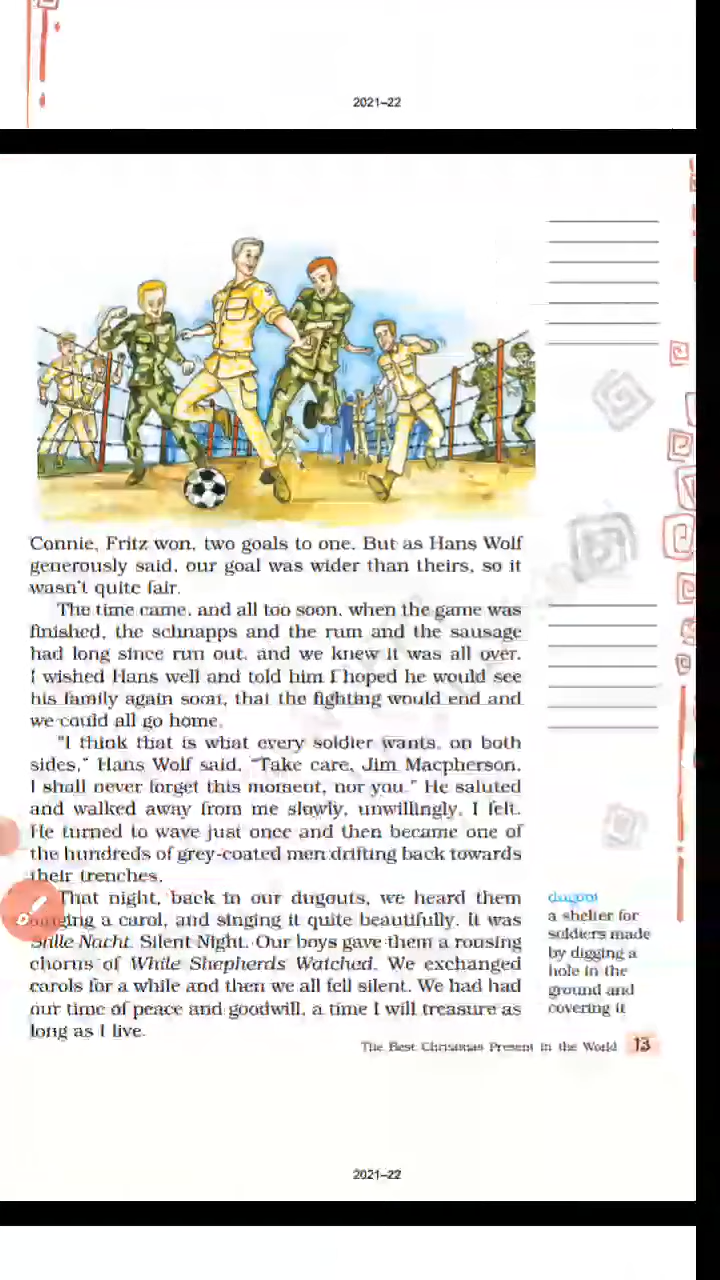 2021–22
Connie, Fritz won, two goals to one. But as Hans Wolf
generously said, our goal was wider than theirs, so it
wasn't quite fair.
The time came, and all too soon, when the game was
finished, the schnapps and the rum and the sausage
had long since run out, and we knew it was all over.
I wished Hans well and told him I hoped he would see
his family again soon, that the fighting would end and
we could all go home.
"I think that is what every soldier wants, on both
sides," Hans Wolf said. "Take care, Jim Macpherson.
I shall never forget this moment, nor you." He saluted
and walked away from me slowly, unwillingly, I felt.
He turned to wave just once and then became one of
the hundreds of grey-coated men drifting back towards
their trenches.
That night, back in our dugouts, we heard them
singing a carol, and singing it quite beautifully. It was
Stille Nacht, Silent Night. Our boys gave them a rousing
chorus of While Shepherds Watched. We exchanged
carols for a while and then we all fell silent. We had had
our time of peace and goodwill, a time I will treasure as
long as I live.
dugout
a shelter for
soldiers made
by digging a
hole in the
ground and
covering it
The Best Christmas Present in the World 13
2021–22